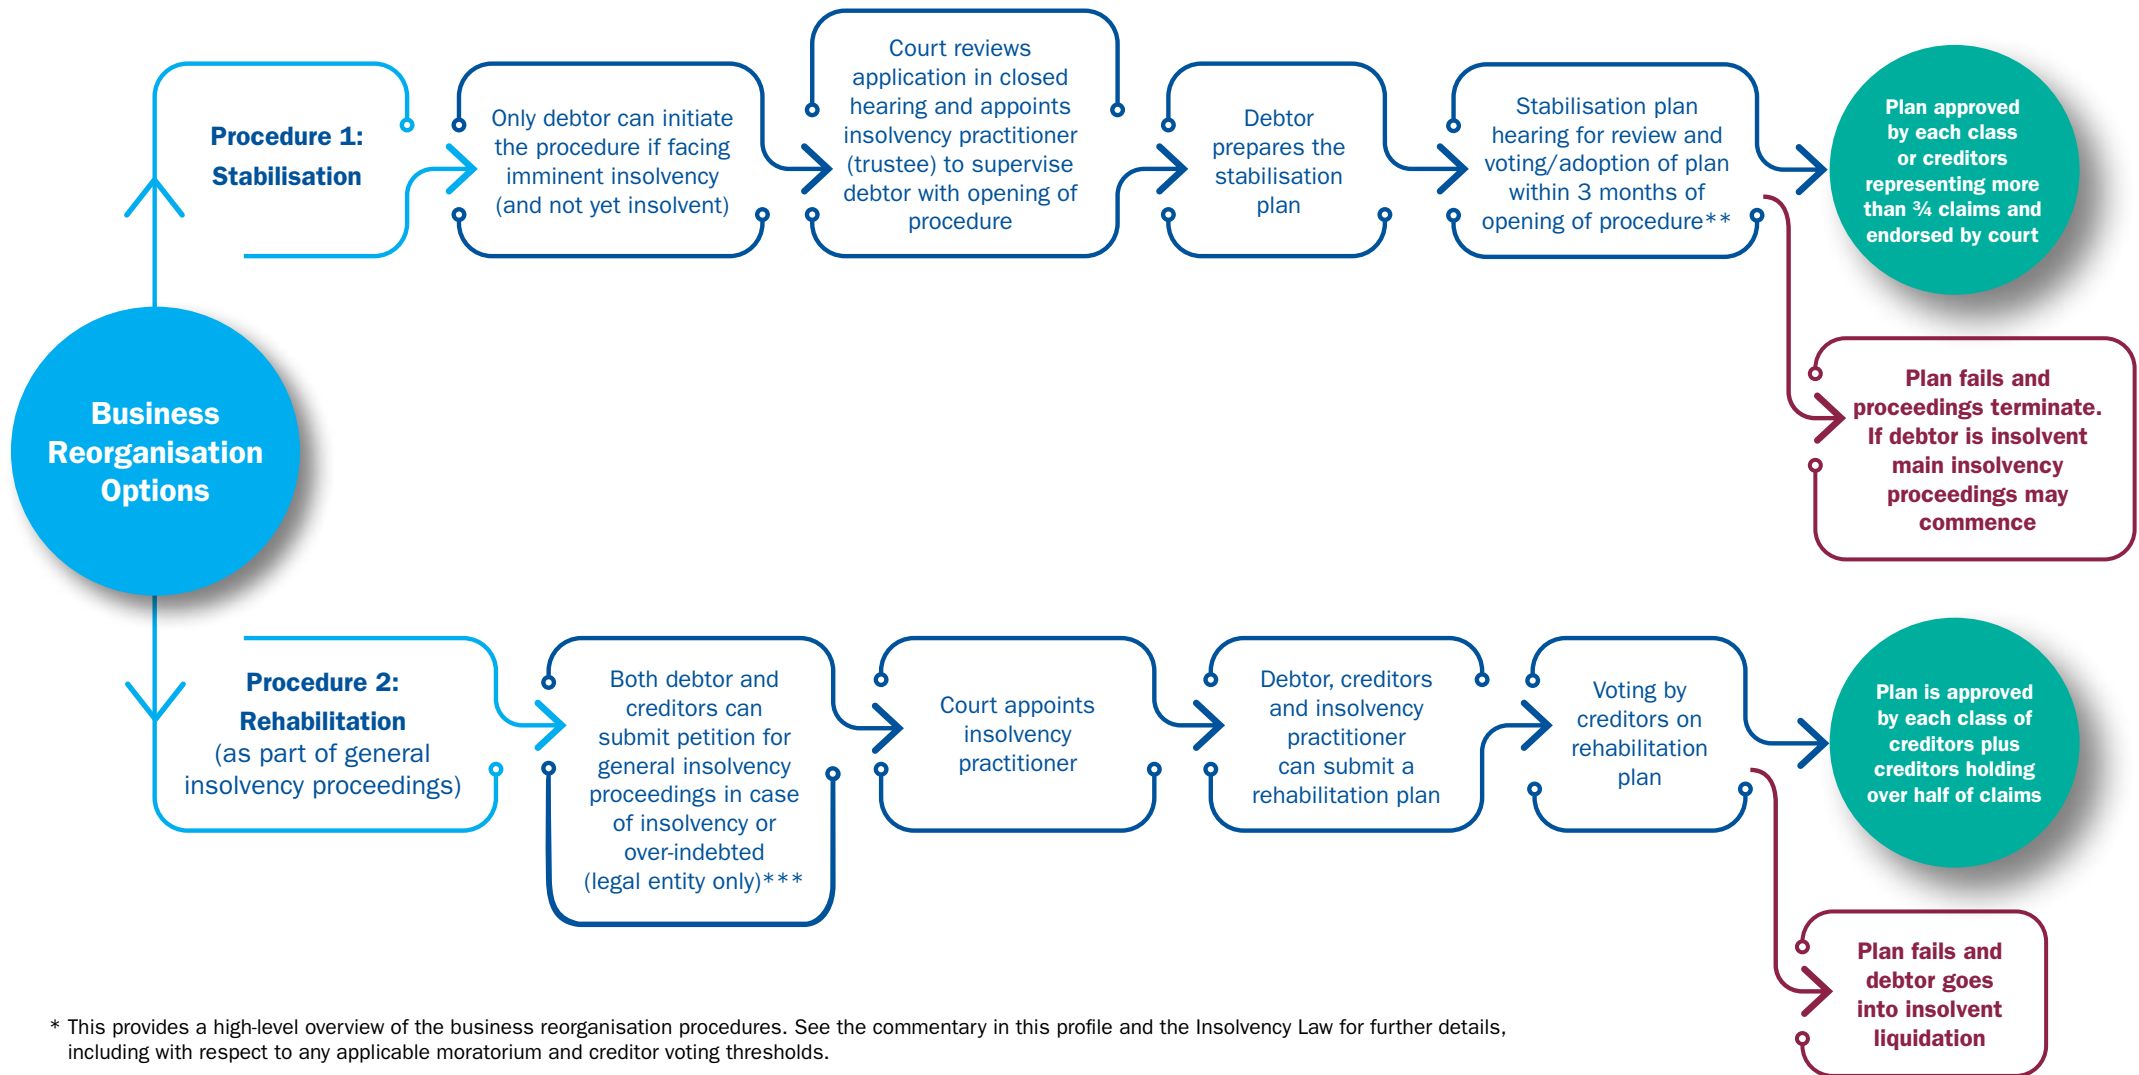 Business
Reorganisation
Options
Procedure 1:
Stabilisation
Only debtor can initiate
the procedure if facing
imminent insolvency
(and not yet insolvent)
Court reviews
application in closed
hearing and appoints
insolvency practitioner
(trustee) to supervise
debtor with opening of
procedure
Debtor
prepares the
stabilisation
plan
Stabilisation plan
hearing for review and
voting/adoption of plan
within 3 months of
opening of procedure**
Plan approved
by each class
or creditors
representing more
than ¾ claims and
endorsed by court
Plan fails and
proceedings terminate.
If debtor is insolvent
main insolvency
proceedings may
commence
Procedure 2:
Rehabilitation
(as part of general
insolvency proceedings)
Both debtor and
creditors can
submit petition for
general insolvency
proceedings in case
of insolvency or
over-indebted
(legal entity only)***
Court appoints
insolvency
practitioner
Debtor, creditors
and insolvency
practitioner
can submit a
rehabilitation plan
Voting by
creditors on
rehabilitation
plan
Plan is approved
by each class of
creditors plus
creditors holding
over half of claims
Plan fails and
debtor goes
into insolvent
liquidation
* This provides a high-level overview of the business reorganisation procedures. See the commentary in this profile and the Insolvency Law for further details,
including with respect to any applicable moratorium and creditor voting thresholds.